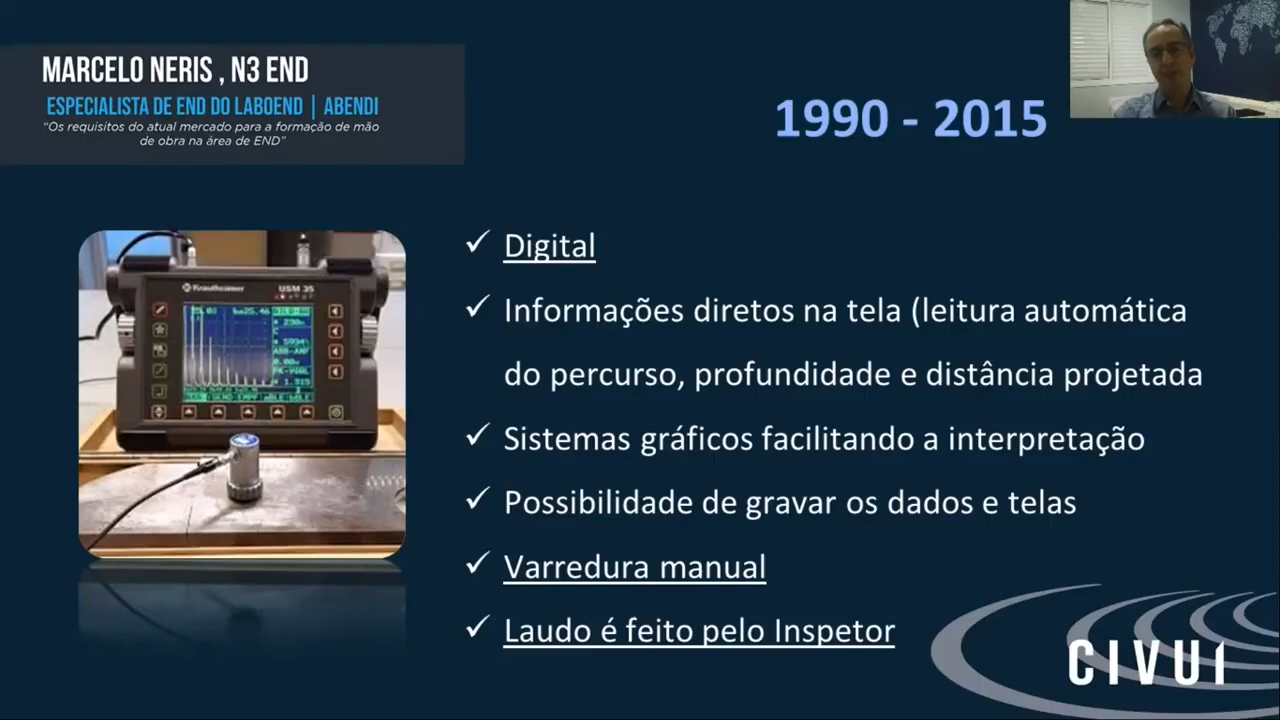 MARCELO NERIS , N3 END
ESPECIALISTA DE END DO LABOEND | ABENDI
"Os requisitos do atual mercado para a formação de mão
de obra na área de END"
1990 - 2015
✓ Digital
✓ Informações diretos na tela (leitura automática
do percurso, profundidade e distância projetada
✓ Sistemas gráficos facilitando a interpretação
✓ Possibilidade de gravar os dados e telas
✓ Varredura manual
✓ Laudo é feito pelo Inspetor
Krautkramer USM 35
CIVUI